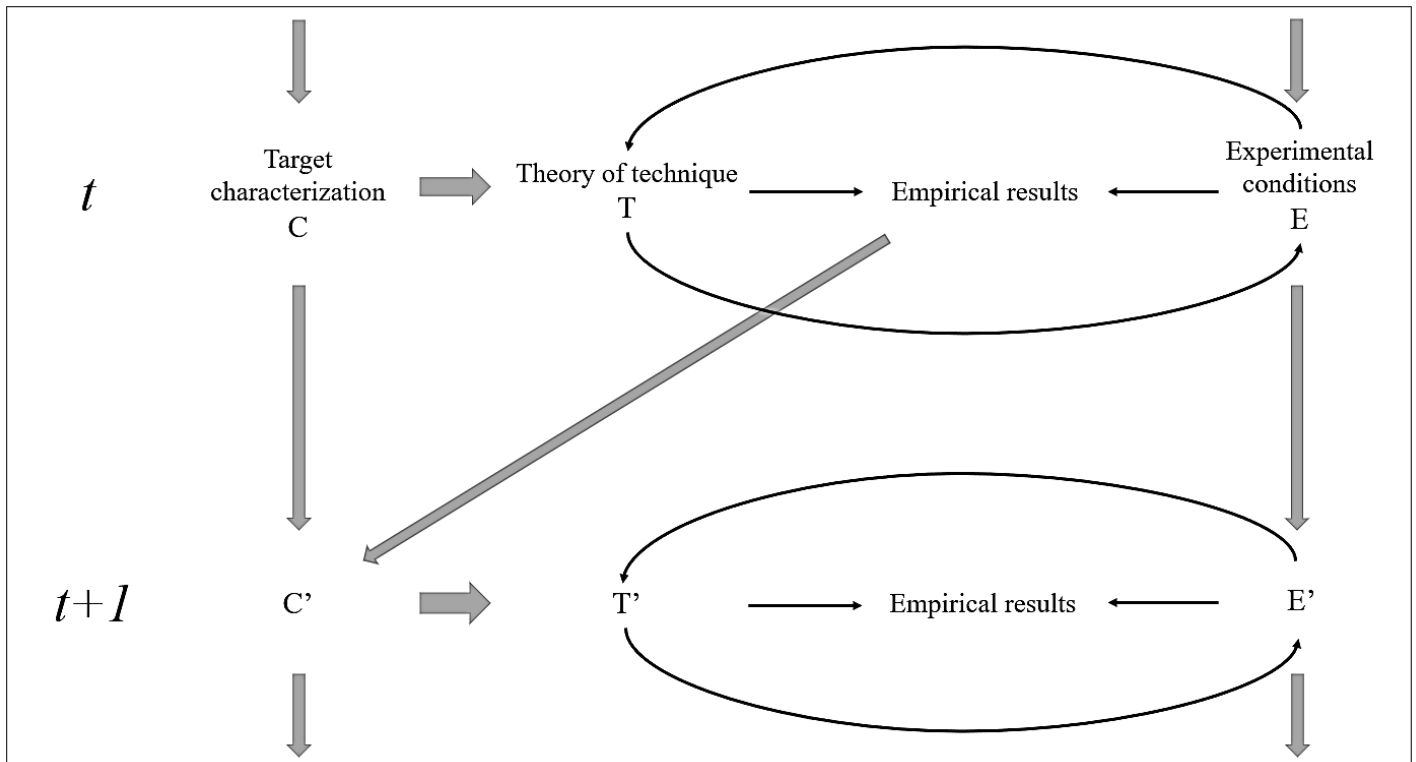 t
Target
characterization
C
Theory of technique
T
Empirical results
Experimental
conditions
E
t+1
C’
T’
Empirical results
E’